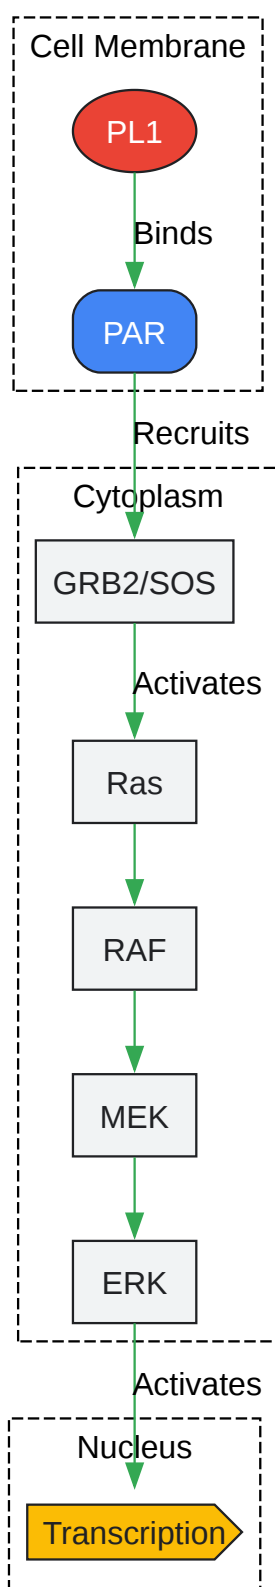 Cell Membrane
PL1
Binds
PAR
Recruits
Cytoplasm
GRB2/SOS
Activates
Ras
RAF
MEK
ERK
Activates
Nucleus
Transcription